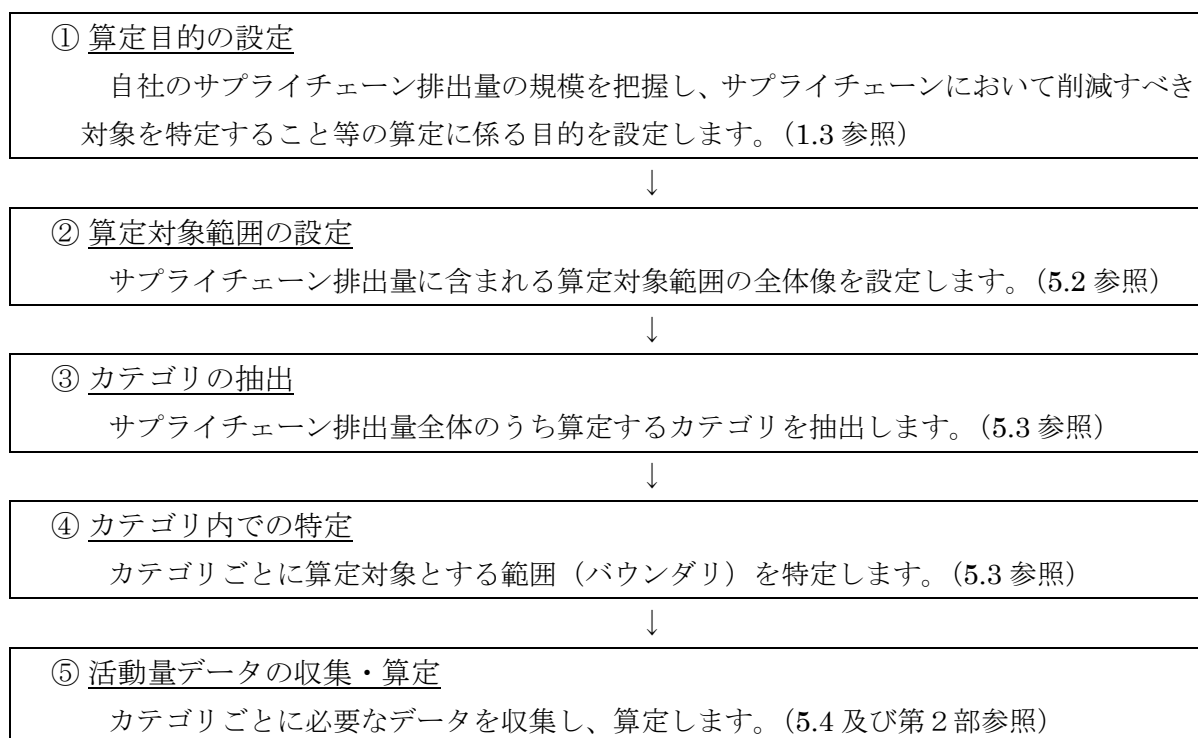 ① 算定目的の設定
自社のサプライチェーン排出量の規模を把握し、サプライチェーンにおいて削減すべき
対象を特定すること等の算定に係る目的を設定します。（1.3 参照）
↓
② 算定対象範囲の設定
サプライチェーン排出量に含まれる算定対象範囲の全体像を設定します。（5.2 参照）
↓
③ カテゴリの抽出
サプライチェーン排出量全体のうち算定するカテゴリを抽出します。（5.3 参照）
↓
④ カテゴリ内での特定
カテゴリごとに算定対象とする範囲（バウンダリ）を特定します。（5.3 参照）
↓
⑤ 活動量データの収集・算定
カテゴリごとに必要なデータを収集し、算定します。（5.4 及び第２部参照）